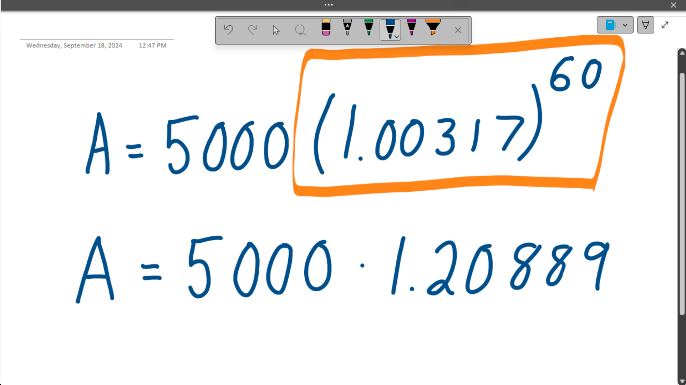 Wednesday, September 18, 2024 12:47 PM
A = 5000 (1.00317)^60
A = 5000 · 1.20889